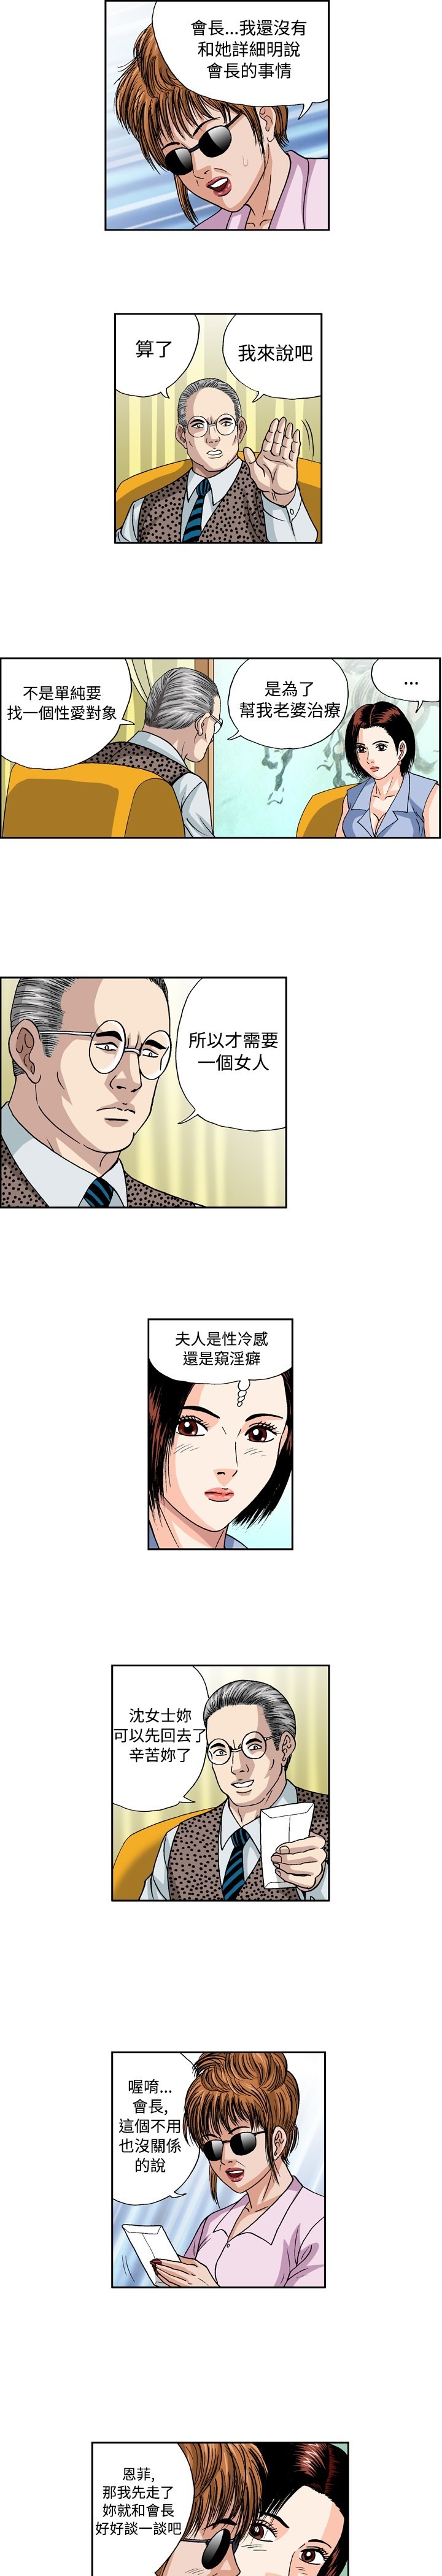 會長...我還沒有
和她詳細明說
會長的事情
算了
我來說吧
不是單純要
找一個性愛對象
是為了
幫我老婆治療
...
所以才需要
一個女人
夫人是性冷感
還是窺淫癖
沈女士妳
可以先回去了
辛苦妳了
喔唷...
會長,
這個不用
也沒關係
的說
恩菲,
那我先走了
妳就和會長
好好談一談吧